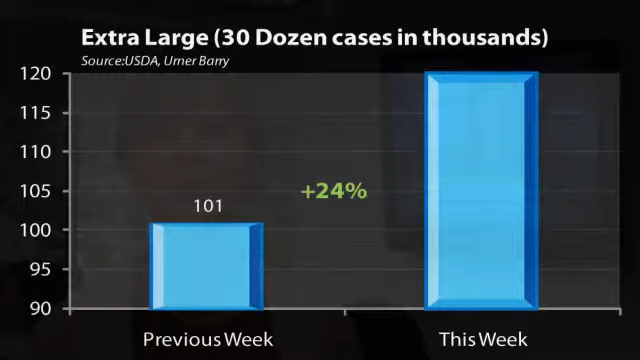 Extra Large (30 Dozen cases in thousands)
Source:USDA, Urner Barry
120
115
110
105
100
95
90
101
+24%
Previous Week
This Week